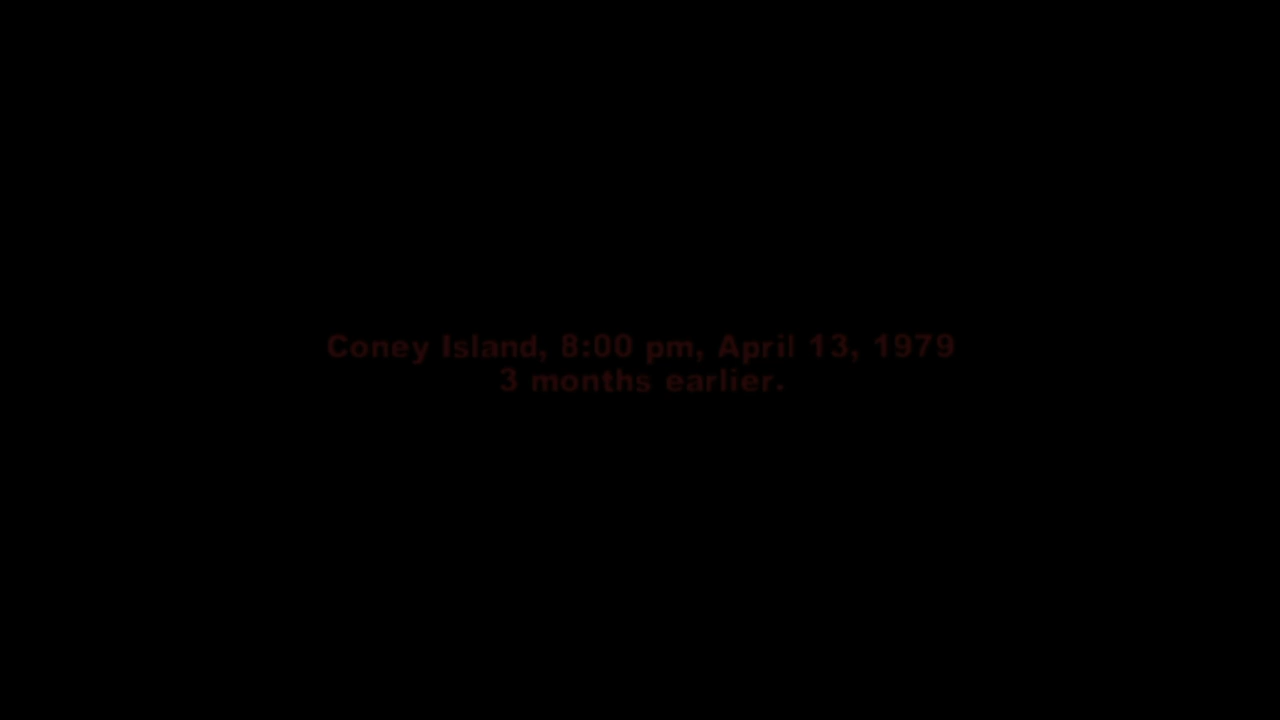 Coney Island, 8:00 pm, April 13, 1979
3 months earlier.